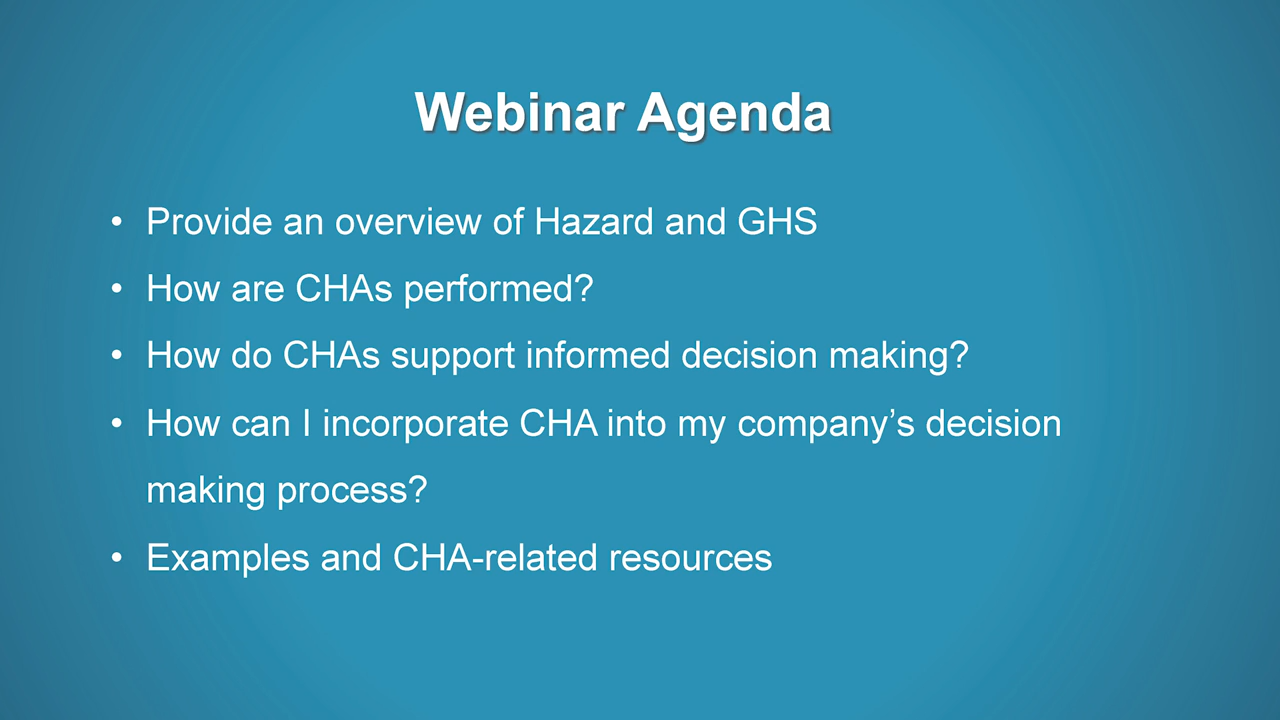 Webinar Agenda
• Provide an overview of Hazard and GHS
• How are CHAs performed?
• How do CHAs support informed decision making?
• How can I incorporate CHA into my company’s decision
making process?
• Examples and CHA-related resources